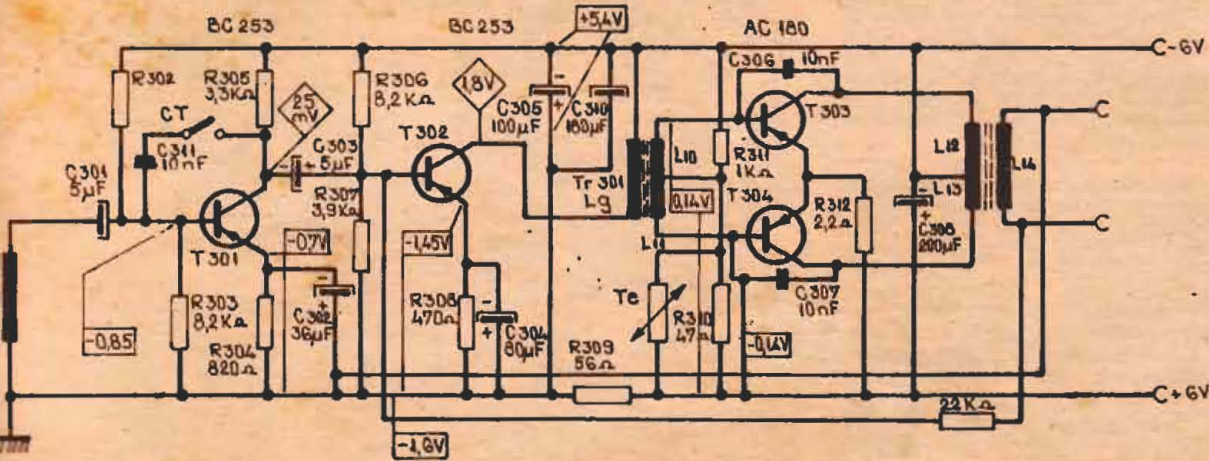 BC 253
BC 253
+5,4V
AC 180
C-6V
R302
R305
3,3KΩ
25
mV
R306
8,2KΩ
1,8V
C305
100µF
C310
180µF
C306
10nF
T303
CT
C311
10nF
C301
5µF
C303
5µF
T302
R307
3,9KΩ
Tr 301
Lg
L10
R311
1KΩ
L12
L13
L14
C
C
T301
-0,7V
-1,45V
0,14V
T304
R312
2,2Ω
C308
200µF
L11
R303
8,2KΩ
-0,85
R304
820Ω
C302
36µF
R308
470Ω
C304
80µF
Te
R310
47Ω
C307
10nF
-0,14V
R309
56Ω
C+6V
22KΩ
-1,6V